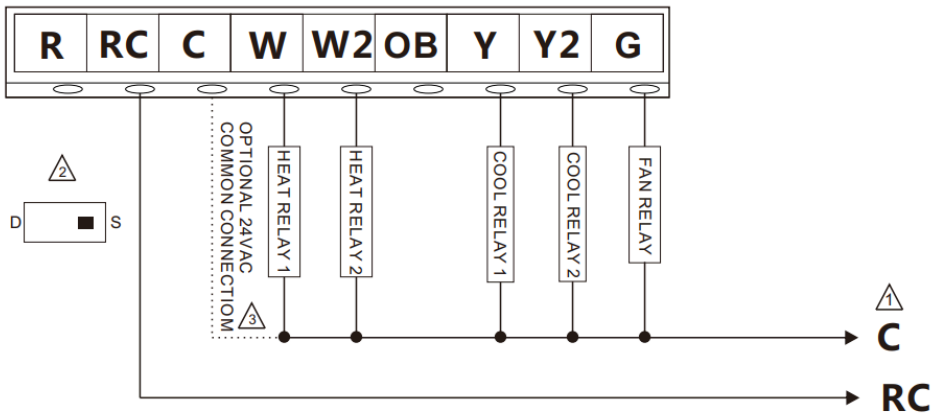 R RC C W W2 OB Y Y2 G
OPTIONAL 24VAC
COMMON CONNECTIOM
HEAT RELAY 1
HEAT RELAY 2
COOL RELAY 1
COOL RELAY 2
FAN RELAY
2
D S
3
1
C
RC